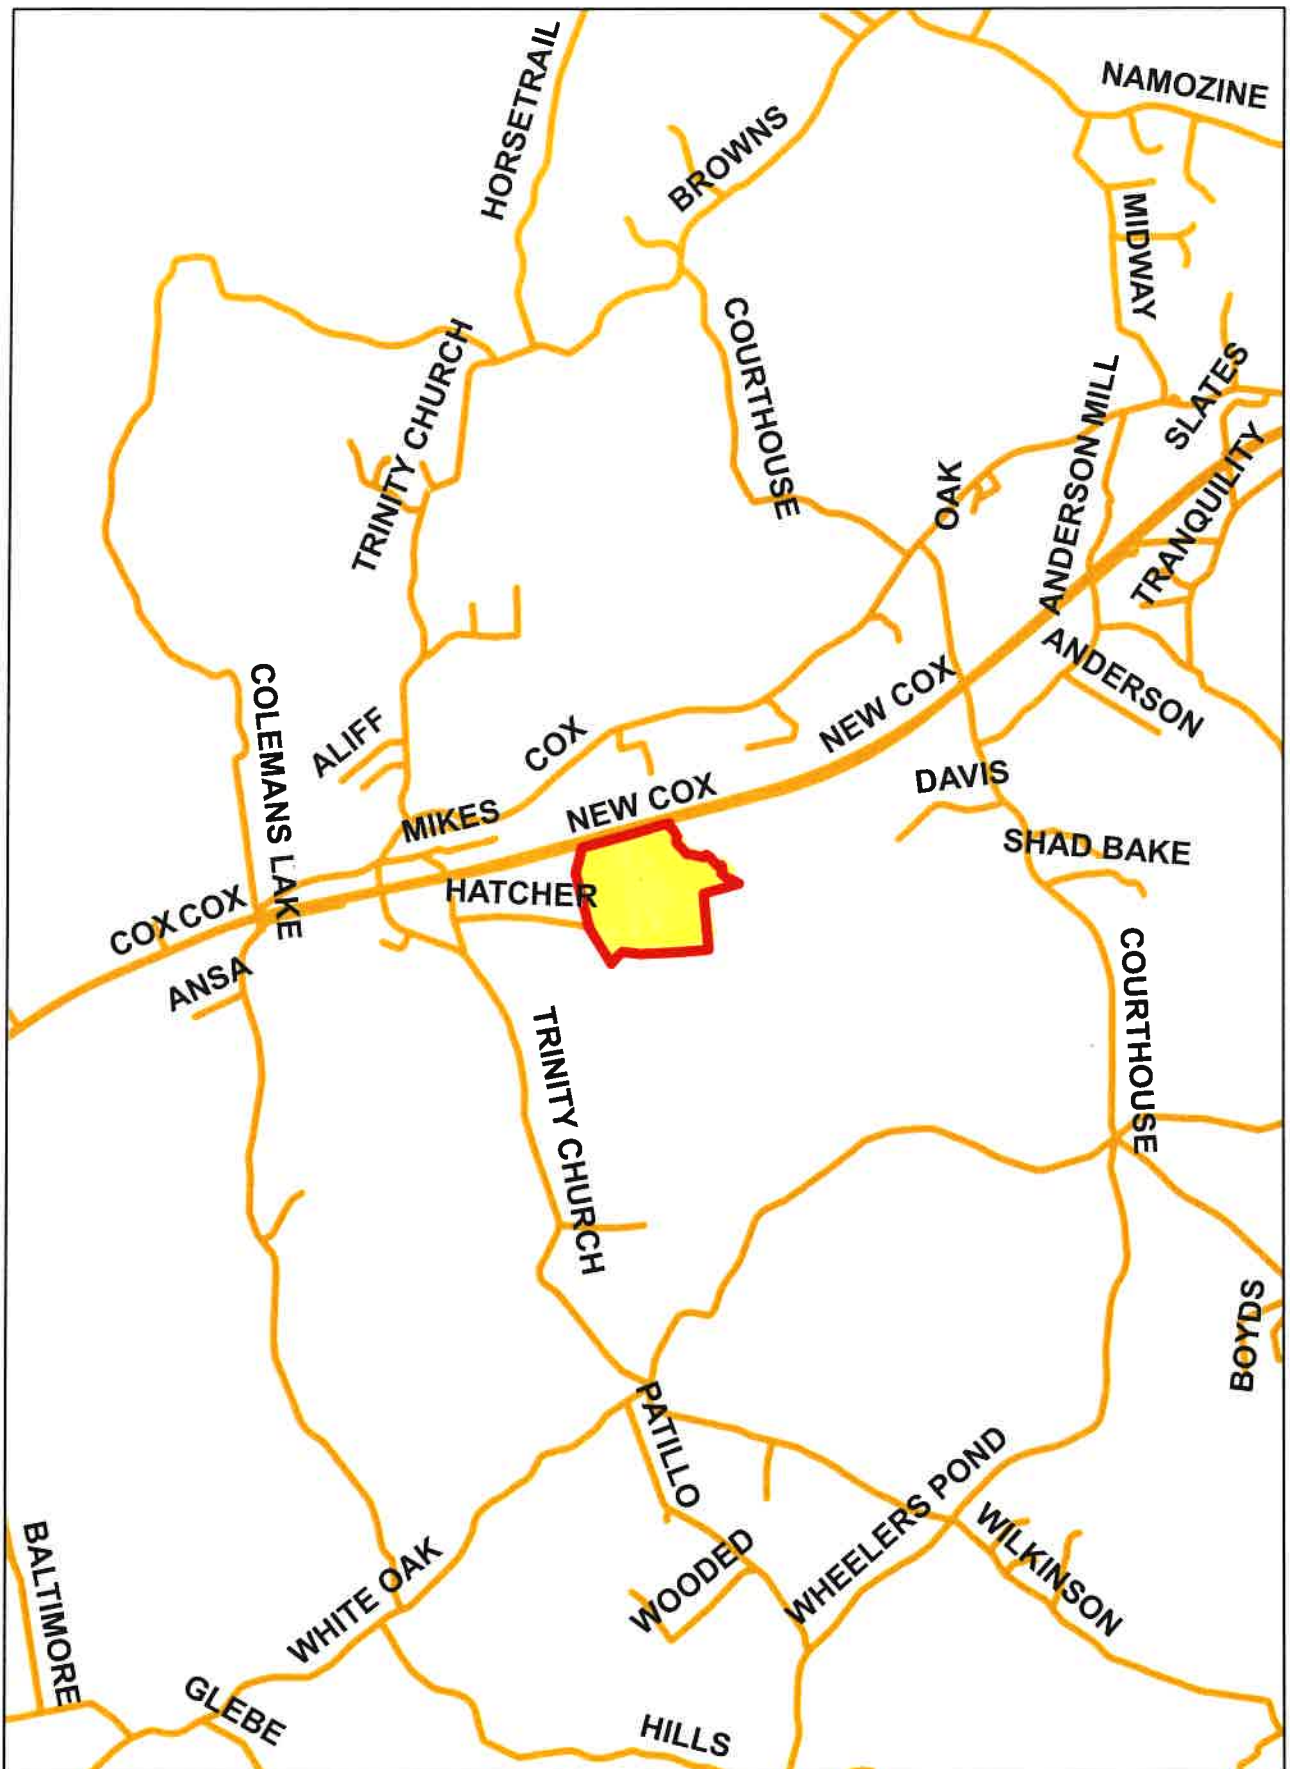 NAMOZINE
HORSETRAIL
BROWNS
MIDWAY
COURTHOUSE
TRINITY CHURCH
SLATES
ANDERSON MILL
OAK
TRANQUILITY
ANDERSON
COLEMANS LAKE
ALIFF
COX
NEW COX
NEW COX
DAVIS
MIKES
SHAD BAKE
HATCHER
COX
COX
ANSA
COURTHOUSE
TRINITY CHURCH
BOYDS
PATILLO
WHEELERS POND
WILKINSON
WOODED
WHITE OAK
BALTIMORE
GLEBE
HILLS